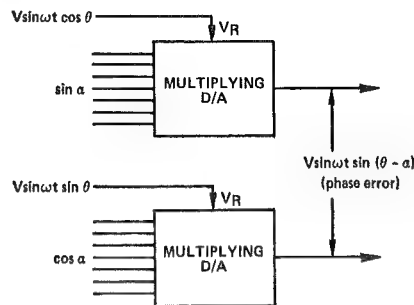 Vsinωt cos θ
V_R
sin α
MULTIPLYING
D/A
Vsinωt sin (θ - α)
(phase error)
Vsinωt sin θ
V_R
cos α
MULTIPLYING
D/A